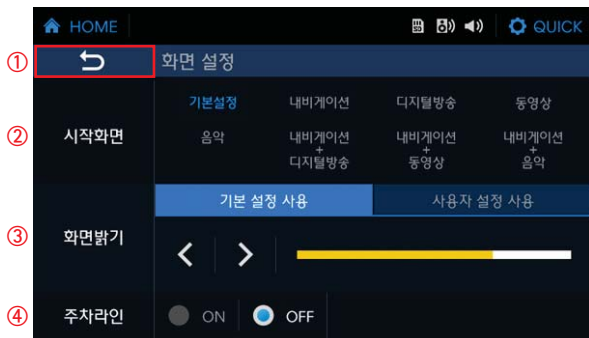 HOME QUICK
① 화면 설정
기본설정 내비게이션 디지털방송 동영상
② 시작화면 음악 내비게이션 + 디지털방송 내비게이션 + 동영상 내비게이션 + 음악
기본 설정 사용 사용자 설정 사용
③ 화면밝기
④ 주차라인 ON OFF